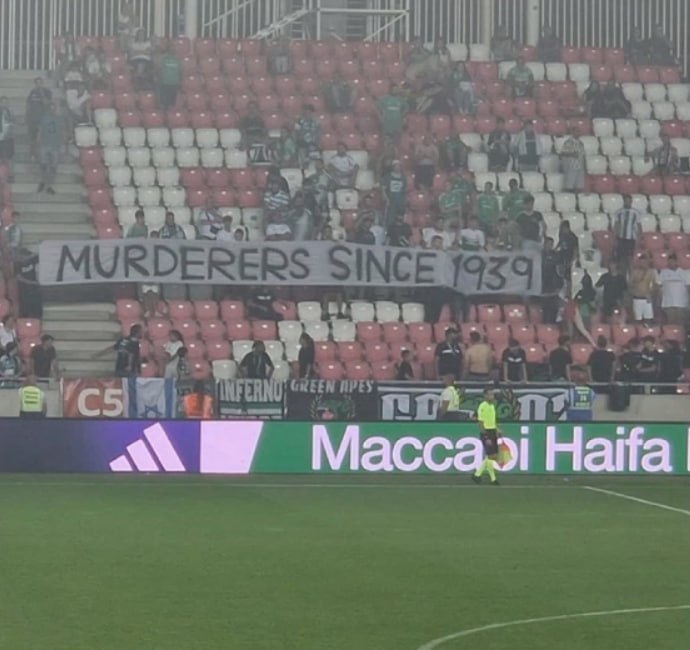 MURDERERS SINCE 1939
C5
INFERNO
GREEN APES
Maccabi Haifa